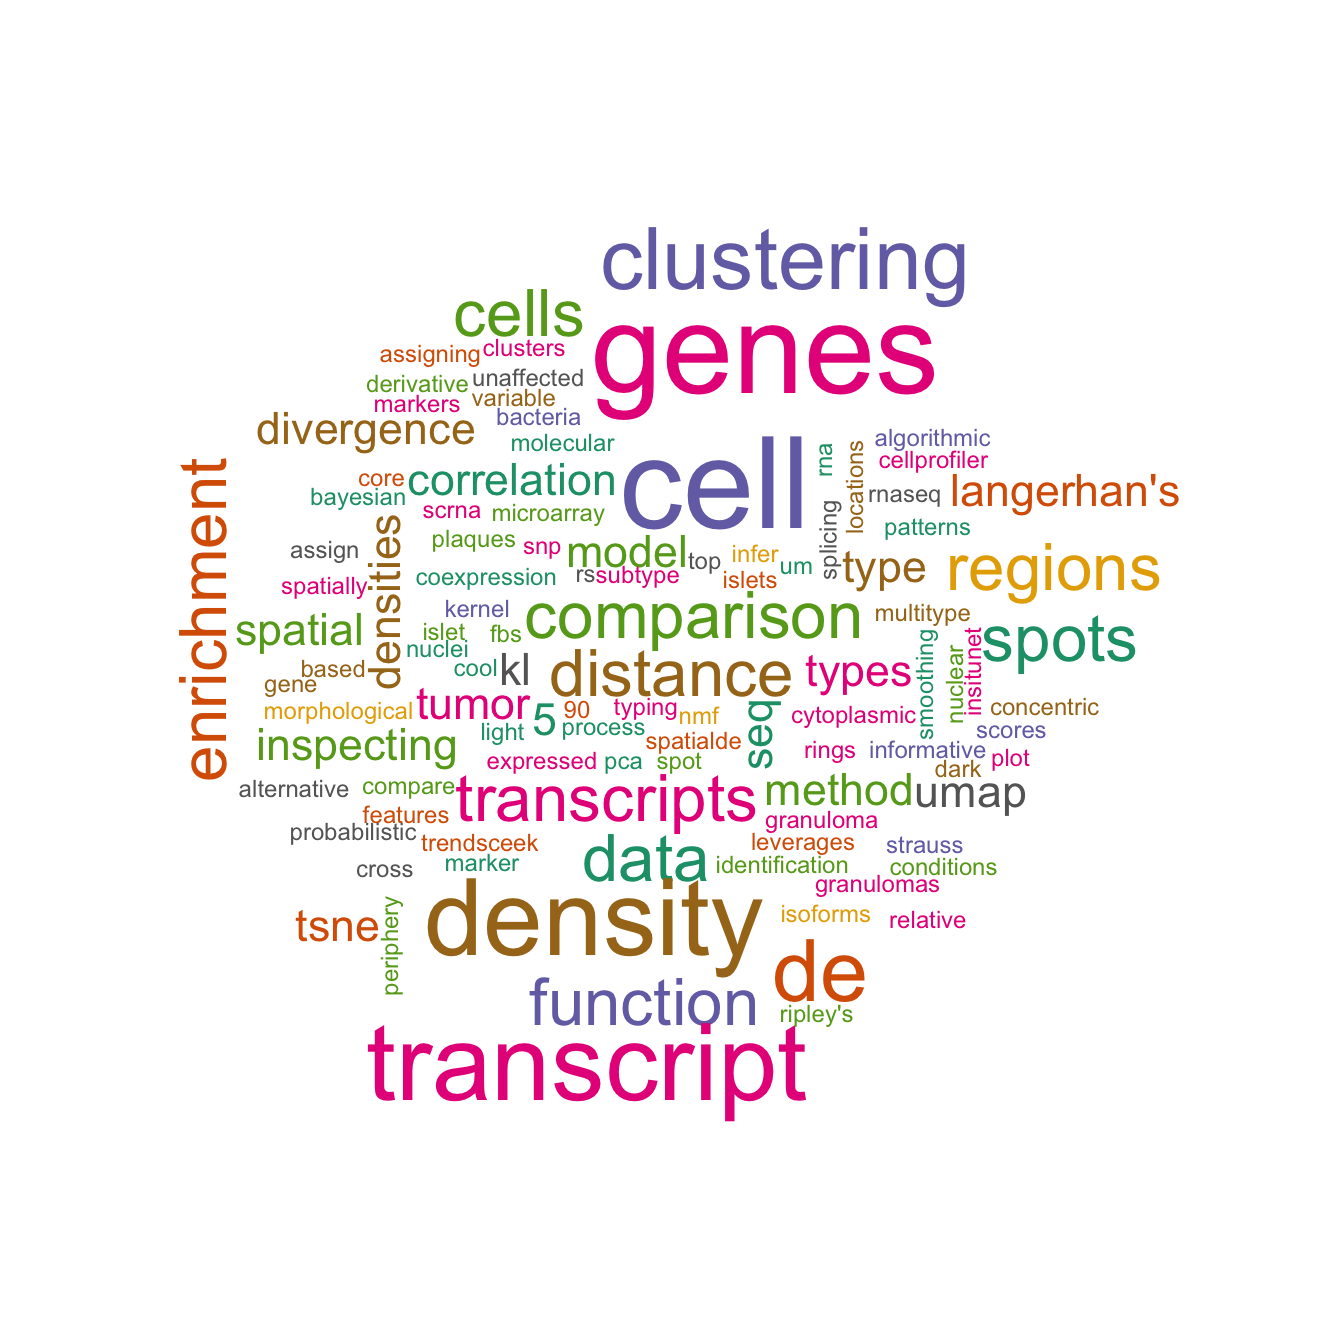 clustering
cells
genes
assigning
clusters
derivative
unaffected
markers
variable
bacteria
divergence
molecular
cell
rna
locations
algorithmic
cellprofiler
enrichment
core
correlation
bayesian
scrna
microarray
rnaseq
langerhan's
splicing
patterns
densities
plaques
snp
model
top
infer
um
type
regions
assign
spatially
coexpression
rs
subtype
islets
kernel
comparison
multitype
spatial
islet
fbs
nuclei
smoothing
nuclear
insitunet
spots
based
cool
kl
distance
types
gene
morphological
tumor
5
90
typing
nmf
seq
cytoplasmic
concentric
light
process
scores
inspecting
spatialde
rings
informative
plot
expressed
pca
spot
dark
alternative
compare
transcripts
method
umap
features
granuloma
probabilistic
trendsceek
leverages
strauss
cross
marker
data
identification
conditions
granulomas
tsne
periphery
density
isoforms
relative
de
function
ripley's
transcript